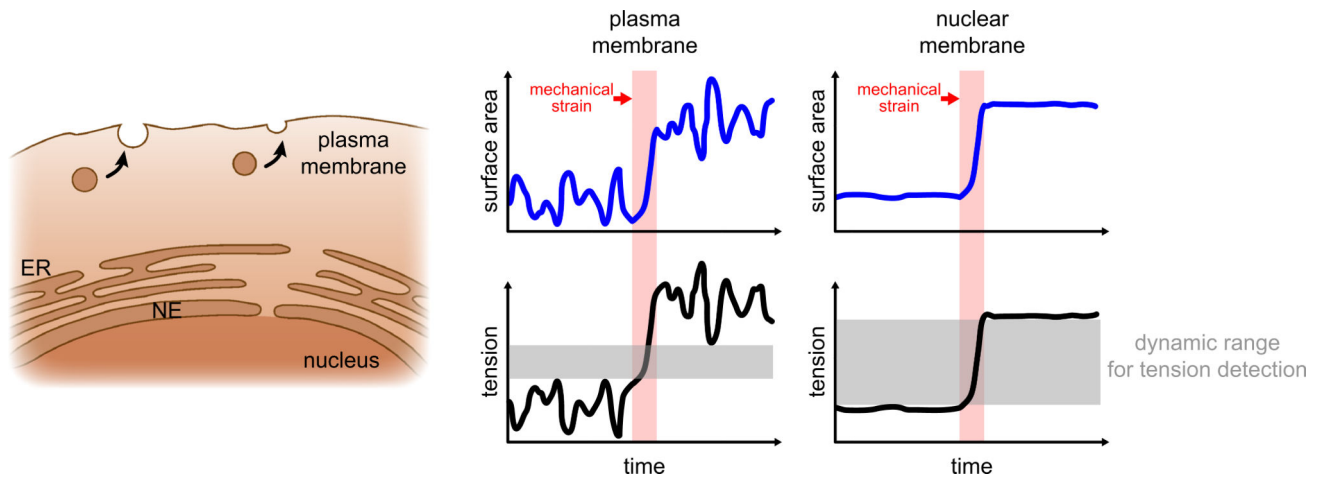 plasma
membrane
ER
NE
nucleus
plasma
membrane
mechanical
strain
surface area
tension
time
nuclear
membrane
mechanical
strain
surface area
tension
time
dynamic range
for tension detection